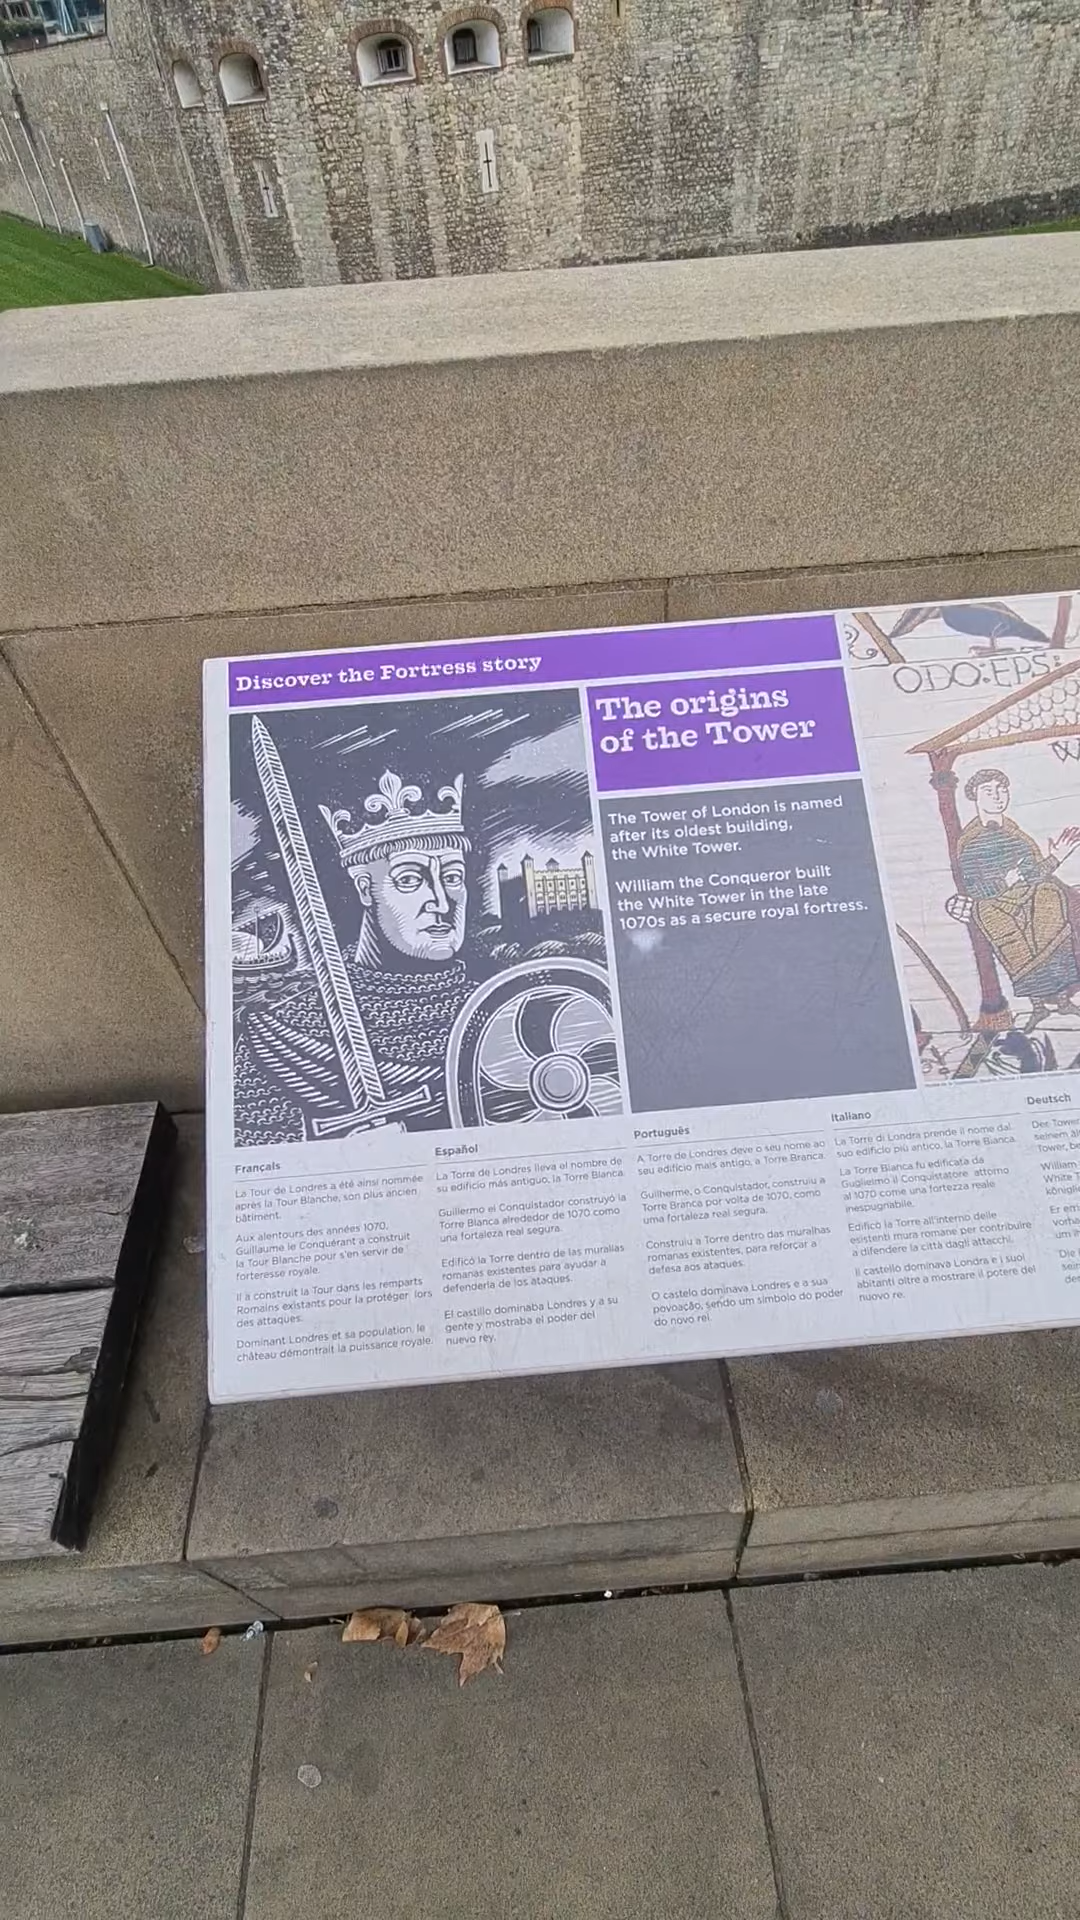 Discover the Fortress story
The origins
of the Tower
The Tower of London is named
after its oldest building,
the White Tower.
William the Conqueror built
the White Tower in the late
1070s as a secure royal fortress.
ODO:EPS:
Français
La Tour de Londres a été ainsi nommée
après la Tour Blanche, son plus ancien
bâtiment.
Aux alentours des années 1070,
Guillaume le Conquérant a construit
la Tour Blanche pour s'en servir de
forteresse royale.
Il a construit la Tour dans les remparts
Romains existants pour la protéger lors
des attaques.
Dominant Londres et sa population, le
château démontrait la puissance royale.
Español
La Torre de Londres lleva el nombre de
su edificio más antiguo, la Torre Blanca.
Guillermo el Conquistador construyó la
Torre Blanca alrededor de 1070 como
una fortaleza real segura.
Edificó la Torre dentro de las murallas
romanas existentes para ayudar a
defenderla de los ataques.
El castillo dominaba Londres y a su
gente y mostraba el poder del
nuevo rey.
Português
A Torre de Londres deve o seu nome ao
seu edifício mais antigo, a Torre Branca.
Guilherme, o Conquistador, construiu a
Torre Branca por volta de 1070, como
uma fortaleza real segura.
Construiu a Torre dentro das muralhas
romanas existentes, para reforçar a
defesa aos ataques.
O castelo dominava Londres e a sua
povoação, sendo um símbolo do poder
do novo rei.
Italiano
La Torre di Londra prende il nome dal
suo edificio più antico, la Torre Bianca.
La Torre Bianca fu edificata da
Guglielmo il Conquistatore attorno
al 1070 come una fortezza reale
inespugnabile.
Edificò la Torre all'interno delle
esistenti mura romane per contribuire
a difendere la città dagli attacchi.
Il castello dominava Londra e i suoi
abitanti oltre a mostrare il potere del
nuovo re.
Deutsch
Der Tower
seinem
Tower, be
William
White T
königli
Er
vorha
um
Die
sein